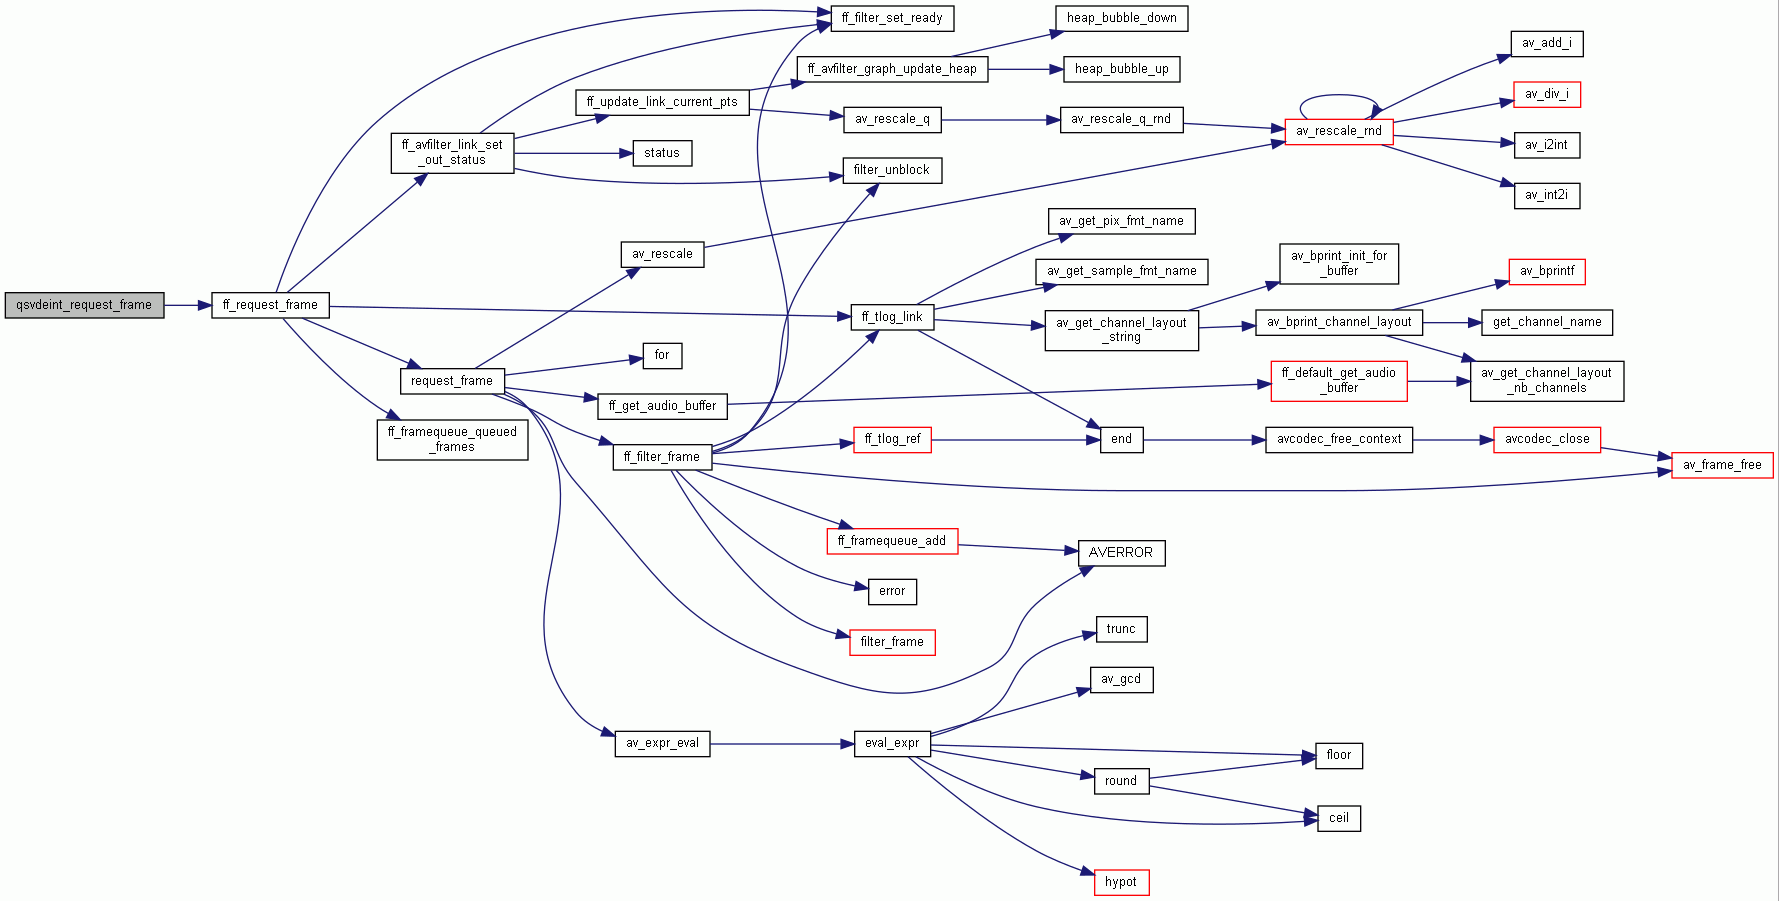 qsvdeint_request_frame
ff_request_frame
ff_filter_set_ready
ff_avfilter_link_set
_out_status
ff_update_link_current_pts
ff_avfilter_graph_update_heap
heap_bubble_down
heap_bubble_up
av_rescale_q
av_rescale_q_rnd
av_rescale_rnd
av_add_i
av_div_i
av_i2int
av_int2i
status
filter_unblock
av_rescale
request_frame
for
ff_get_audio_buffer
ff_framequeue_queued
_frames
ff_filter_frame
ff_tlog_link
av_get_pix_fmt_name
av_get_sample_fmt_name
av_get_channel_layout
_string
av_bprint_init_for
_buffer
av_bprint_channel_layout
av_bprintf
get_channel_name
av_get_channel_layout
_nb_channels
ff_default_get_audio
_buffer
ff_tlog_ref
end
avcodec_free_context
avcodec_close
av_frame_free
ff_framequeue_add
AVERROR
error
filter_frame
av_expr_eval
eval_expr
trunc
av_gcd
floor
round
ceil
hypot